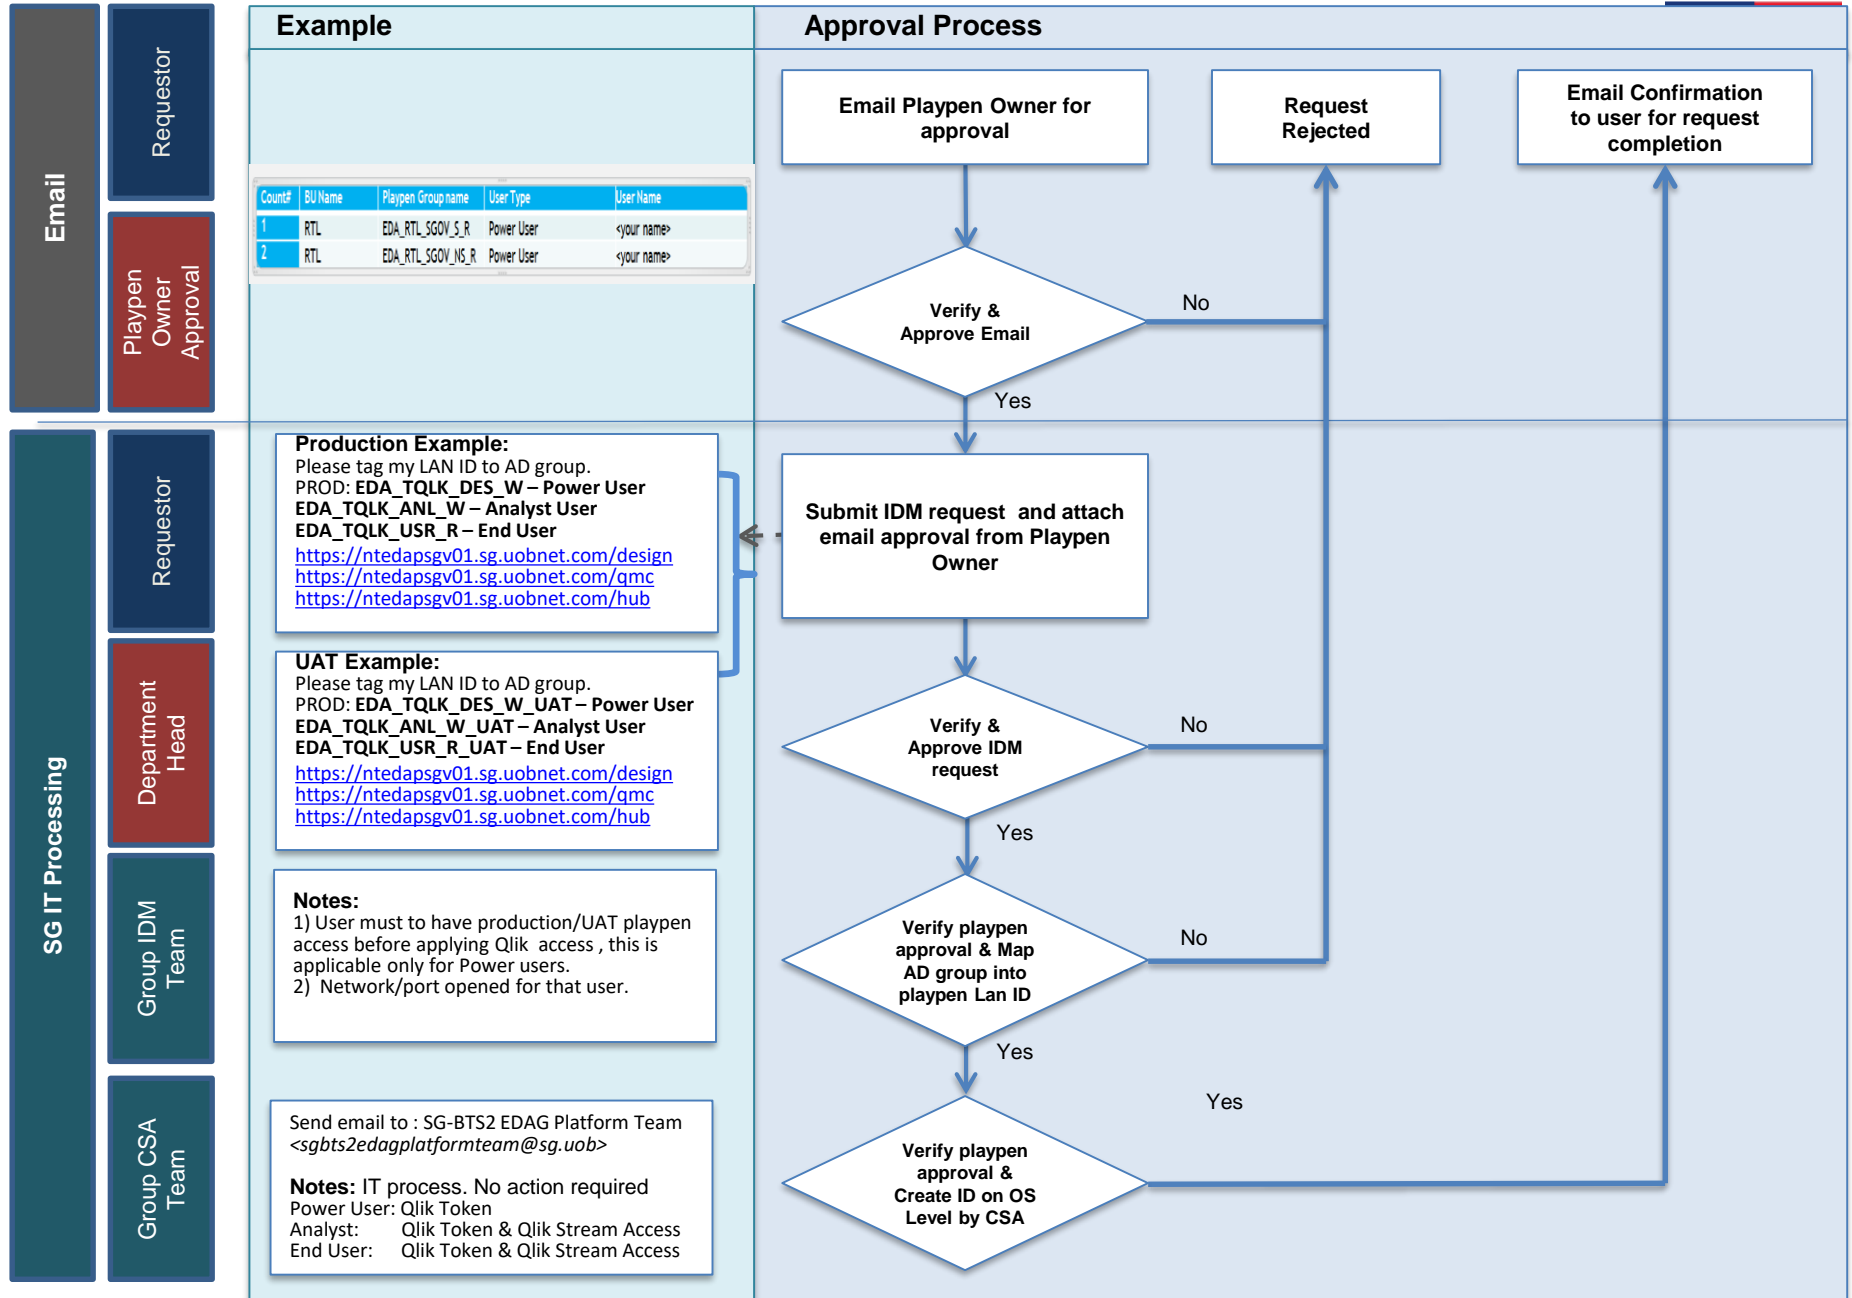 Example
Approval Process
Email
Requestor
Playpen
Owner
Approval
Email Playpen Owner for
approval
Request
Rejected
Email Confirmation
to user for request
completion
Count# BU Name Playpen Group name User Type User Name
1 RTL EDA_RTL_SGOV_S_R Power User <your name>
2 RTL EDA_RTL_SGOV_NS_R Power User <your name>
Verify &
Approve Email
No
Yes
SG IT Processing
Requestor
Department
Head
Group IDM
Team
Group CSA
Team
Production Example:
Please tag my LAN ID to AD group.
PROD: EDA_TQLK_DES_W – Power User
EDA_TQLK_ANL_W – Analyst User
EDA_TQLK_USR_R – End User
https://ntedapsgv01.sg.uobnet.com/design
https://ntedapsgv01.sg.uobnet.com/qmc
https://ntedapsgv01.sg.uobnet.com/hub
Submit IDM request and attach
email approval from Playpen
Owner
UAT Example:
Please tag my LAN ID to AD group.
PROD: EDA_TQLK_DES_W_UAT – Power User
EDA_TQLK_ANL_W_UAT – Analyst User
EDA_TQLK_USR_R_UAT – End User
https://ntedapsgv01.sg.uobnet.com/design
https://ntedapsgv01.sg.uobnet.com/qmc
https://ntedapsgv01.sg.uobnet.com/hub
Verify &
Approve IDM
request
No
Yes
Notes:
1) User must to have production/UAT playpen
access before applying Qlik access , this is
applicable only for Power users.
2) Network/port opened for that user.
Verify playpen
approval & Map
AD group into
playpen Lan ID
No
Yes
Send email to : SG-BTS2 EDAG Platform Team
<sgbts2edagplatformteam@sg.uob>
Notes: IT process. No action required
Power User: Qlik Token
Analyst: Qlik Token & Qlik Stream Access
End User: Qlik Token & Qlik Stream Access
Verify playpen
approval &
Create ID on OS
Level by CSA
Yes